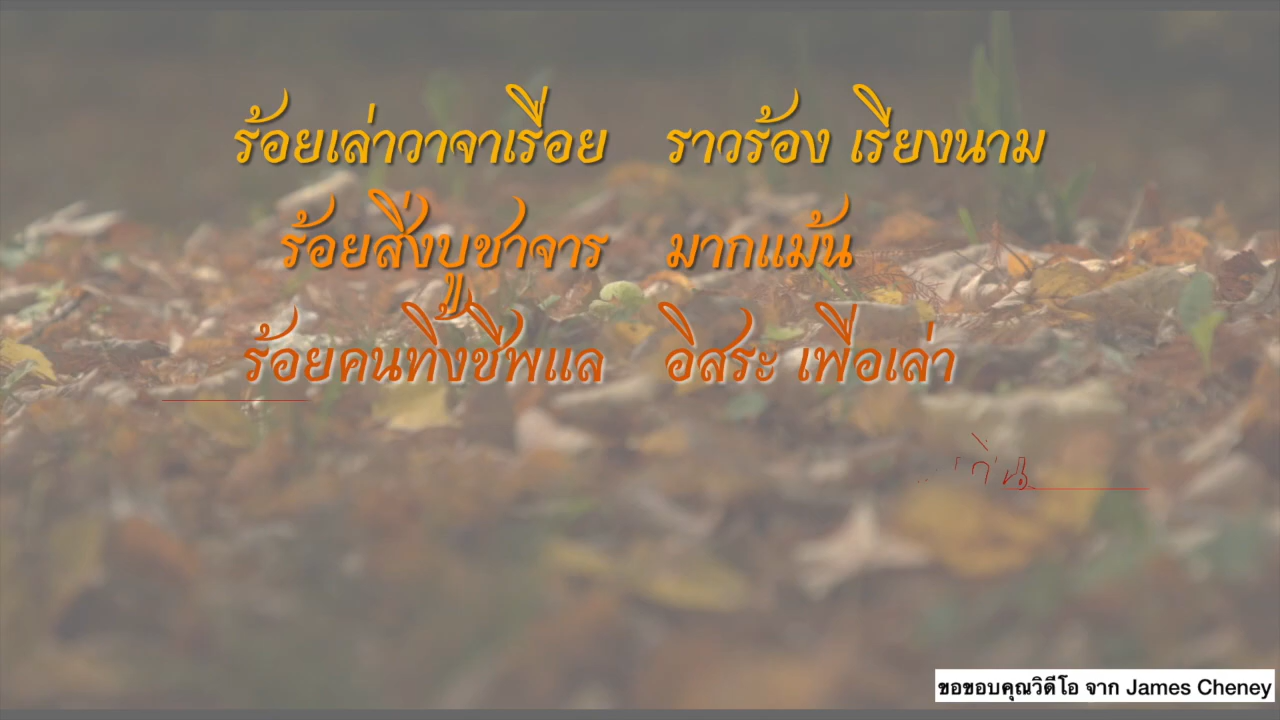 ร้อยเล่าวาจาเรื่อย ราวร้อง เรียงนาม
ร้อยสิ่งบูชาจาร มากแม้น
ร้อยคนทิ้งชีพแล อิสระ เพื่อเล่า
ขอขอบคุณวิดีโอ จาก James Cheney